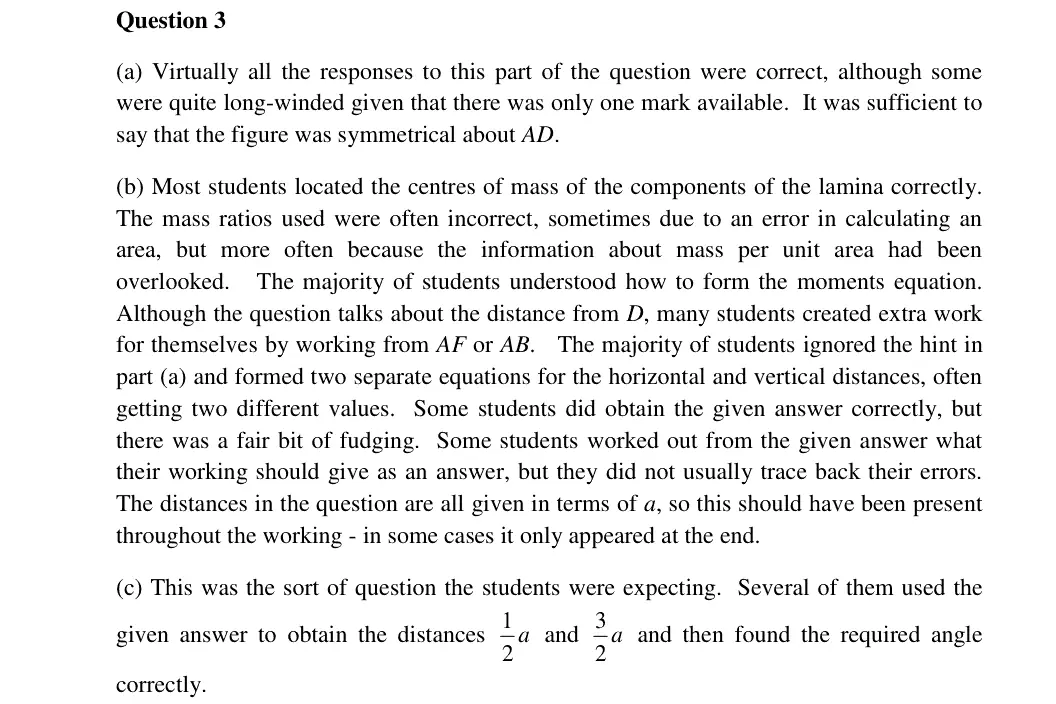 Question 3
(a) Virtually all the responses to this part of the question were correct, although some
were quite long-winded given that there was only one mark available. It was sufficient to
say that the figure was symmetrical about AD.
(b) Most students located the centres of mass of the components of the lamina correctly.
The mass ratios used were often incorrect, sometimes due to an error in calculating an
area, but more often because the information about mass per unit area had been
overlooked. The majority of students understood how to form the moments equation.
Although the question talks about the distance from D, many students created extra work
for themselves by working from AF or AB. The majority of students ignored the hint in
part (a) and formed two separate equations for the horizontal and vertical distances, often
getting two different values. Some students did obtain the given answer correctly, but
there was a fair bit of fudging. Some students worked out from the given answer what
their working should give as an answer, but they did not usually trace back their errors.
The distances in the question are all given in terms of a, so this should have been present
throughout the working - in some cases it only appeared at the end.
(c) This was the sort of question the students were expecting. Several of them used the
given answer to obtain the distances 1/2 a and 3/2 a and then found the required angle
correctly.